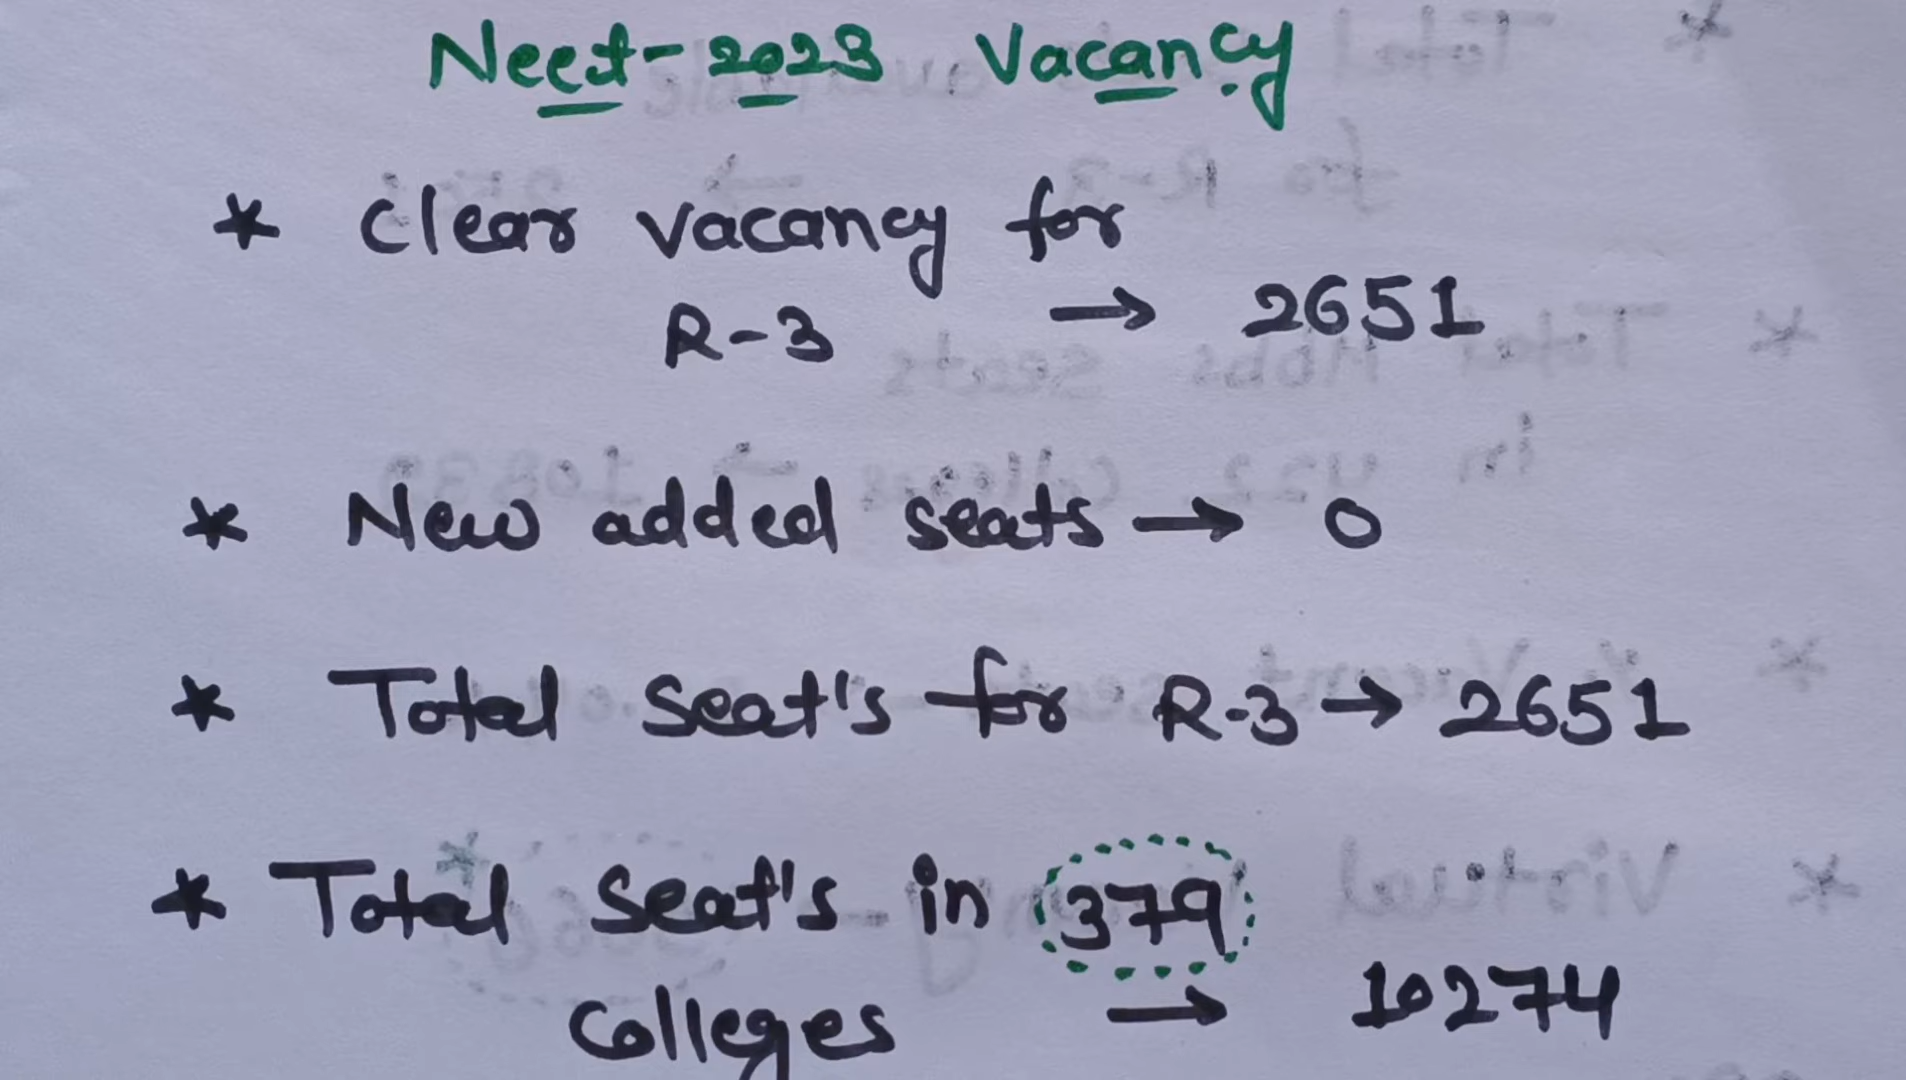 Neet-2023 Vacancy
* Clear vacancy for
R-3 → 2651
* New added seats → 0
* Total seat's for R-3 → 2651
* Total seat's in 379
Colleges → 10274